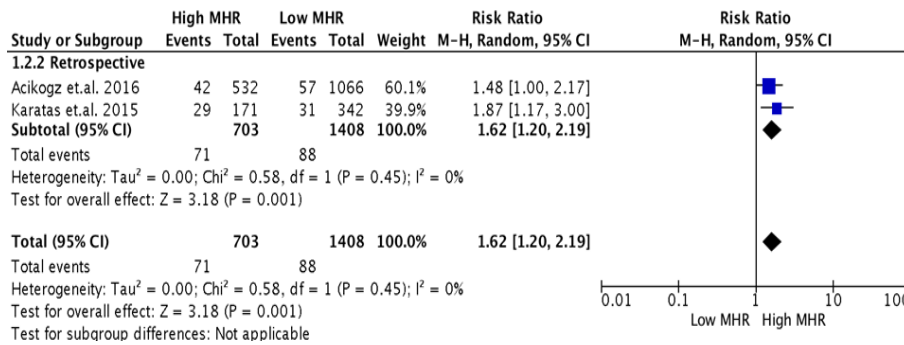 High MHR Low MHR Risk Ratio Risk Ratio
Study or Subgroup Events Total Events Total Weight M-H, Random, 95% CI M-H, Random, 95% CI
1.2.2 Retrospective
Acikogz et.al. 2016 42 532 57 1066 60.1% 1.48 [1.00, 2.17]
Karatas et.al. 2015 29 171 31 342 39.9% 1.87 [1.17, 3.00]
Subtotal (95% CI) 703 1408 100.0% 1.62 [1.20, 2.19]
Total events 71 88
Heterogeneity: Tau² = 0.00; Chi² = 0.58, df = 1 (P = 0.45); I² = 0%
Test for overall effect: Z = 3.18 (P = 0.001)
Total (95% CI) 703 1408 100.0% 1.62 [1.20, 2.19]
Total events 71 88
Heterogeneity: Tau² = 0.00; Chi² = 0.58, df = 1 (P = 0.45); I² = 0%
Test for overall effect: Z = 3.18 (P = 0.001)
Test for subgroup differences: Not applicable
0.01 0.1 1 10 100
Low MHR High MHR